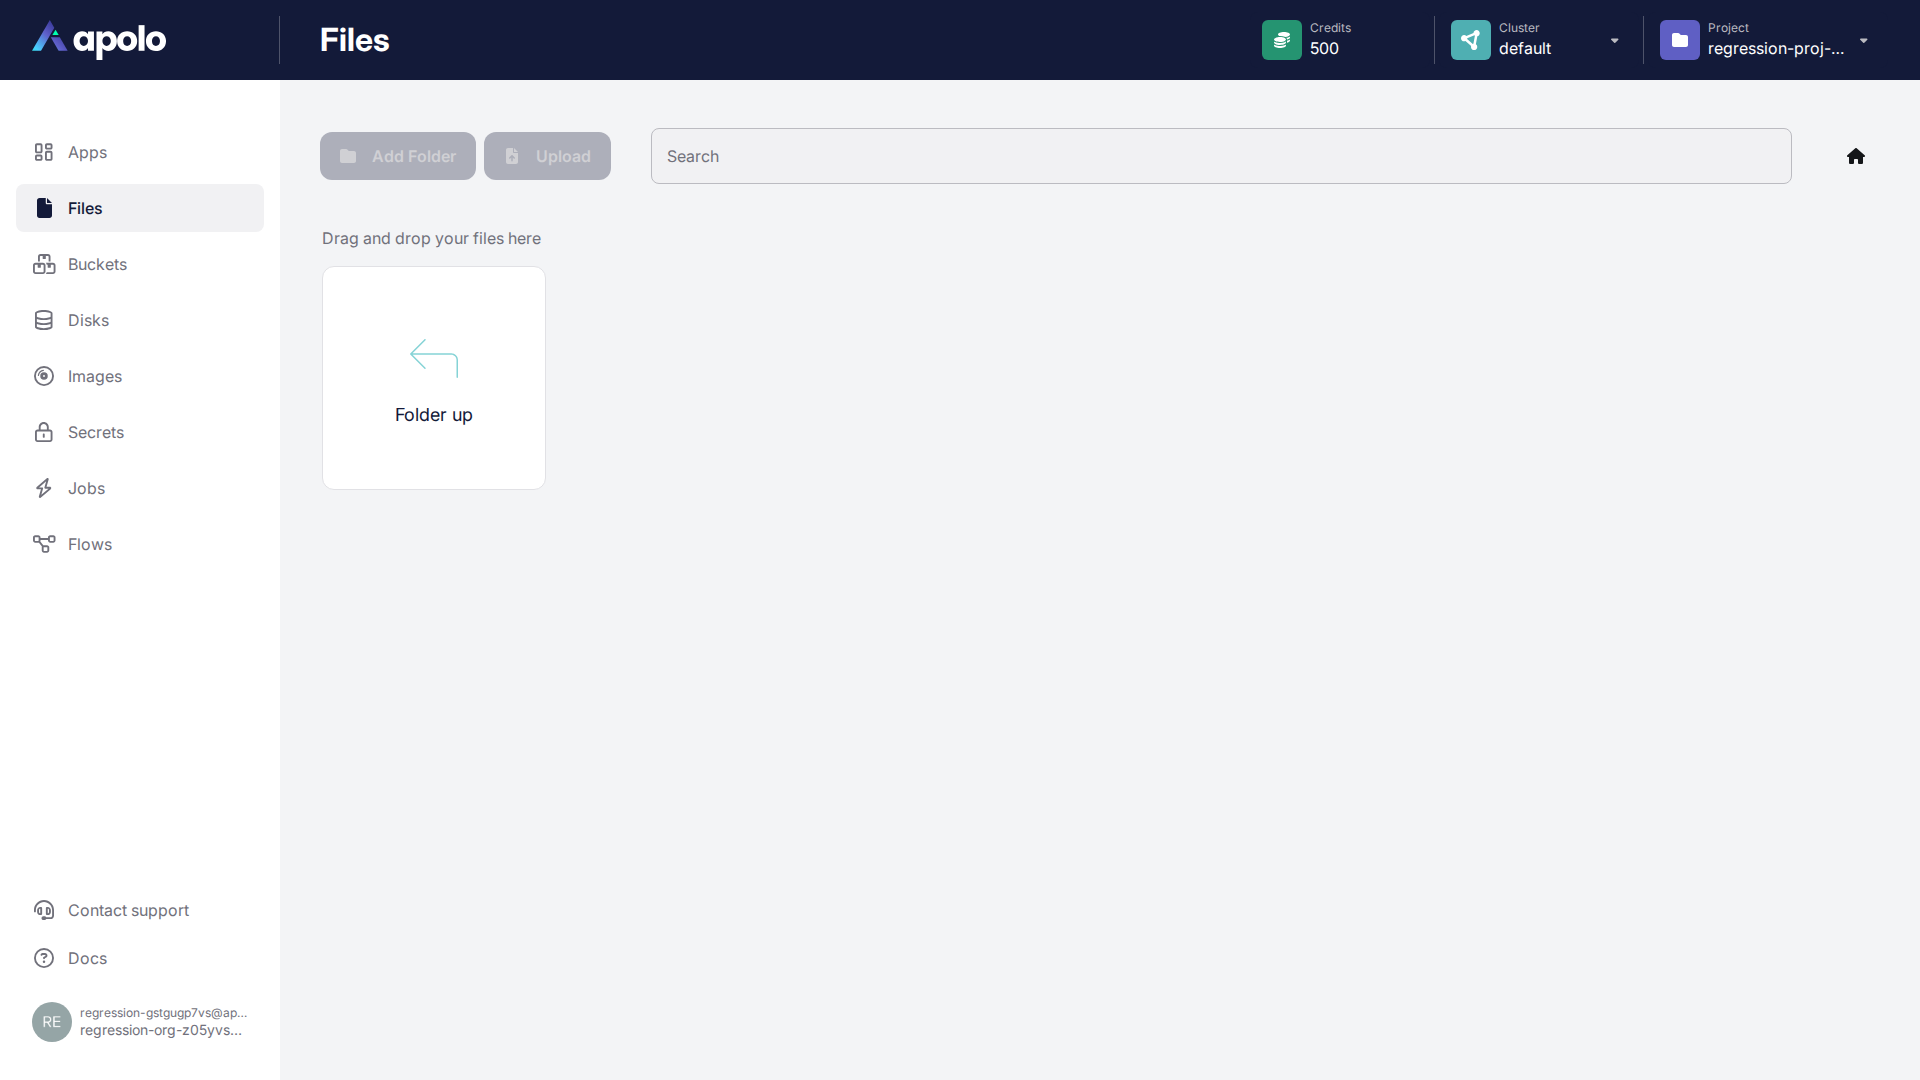 apolo
Files
Credits
500
Cluster
default
Project
regression-proj-...
Apps
Files
Buckets
Disks
Images
Secrets
Jobs
Flows
Add Folder
Upload
Search
Drag and drop your files here
Folder up
Contact support
Docs
RE
regression-gstgugp7vs@ap...
regression-org-z05yvs...